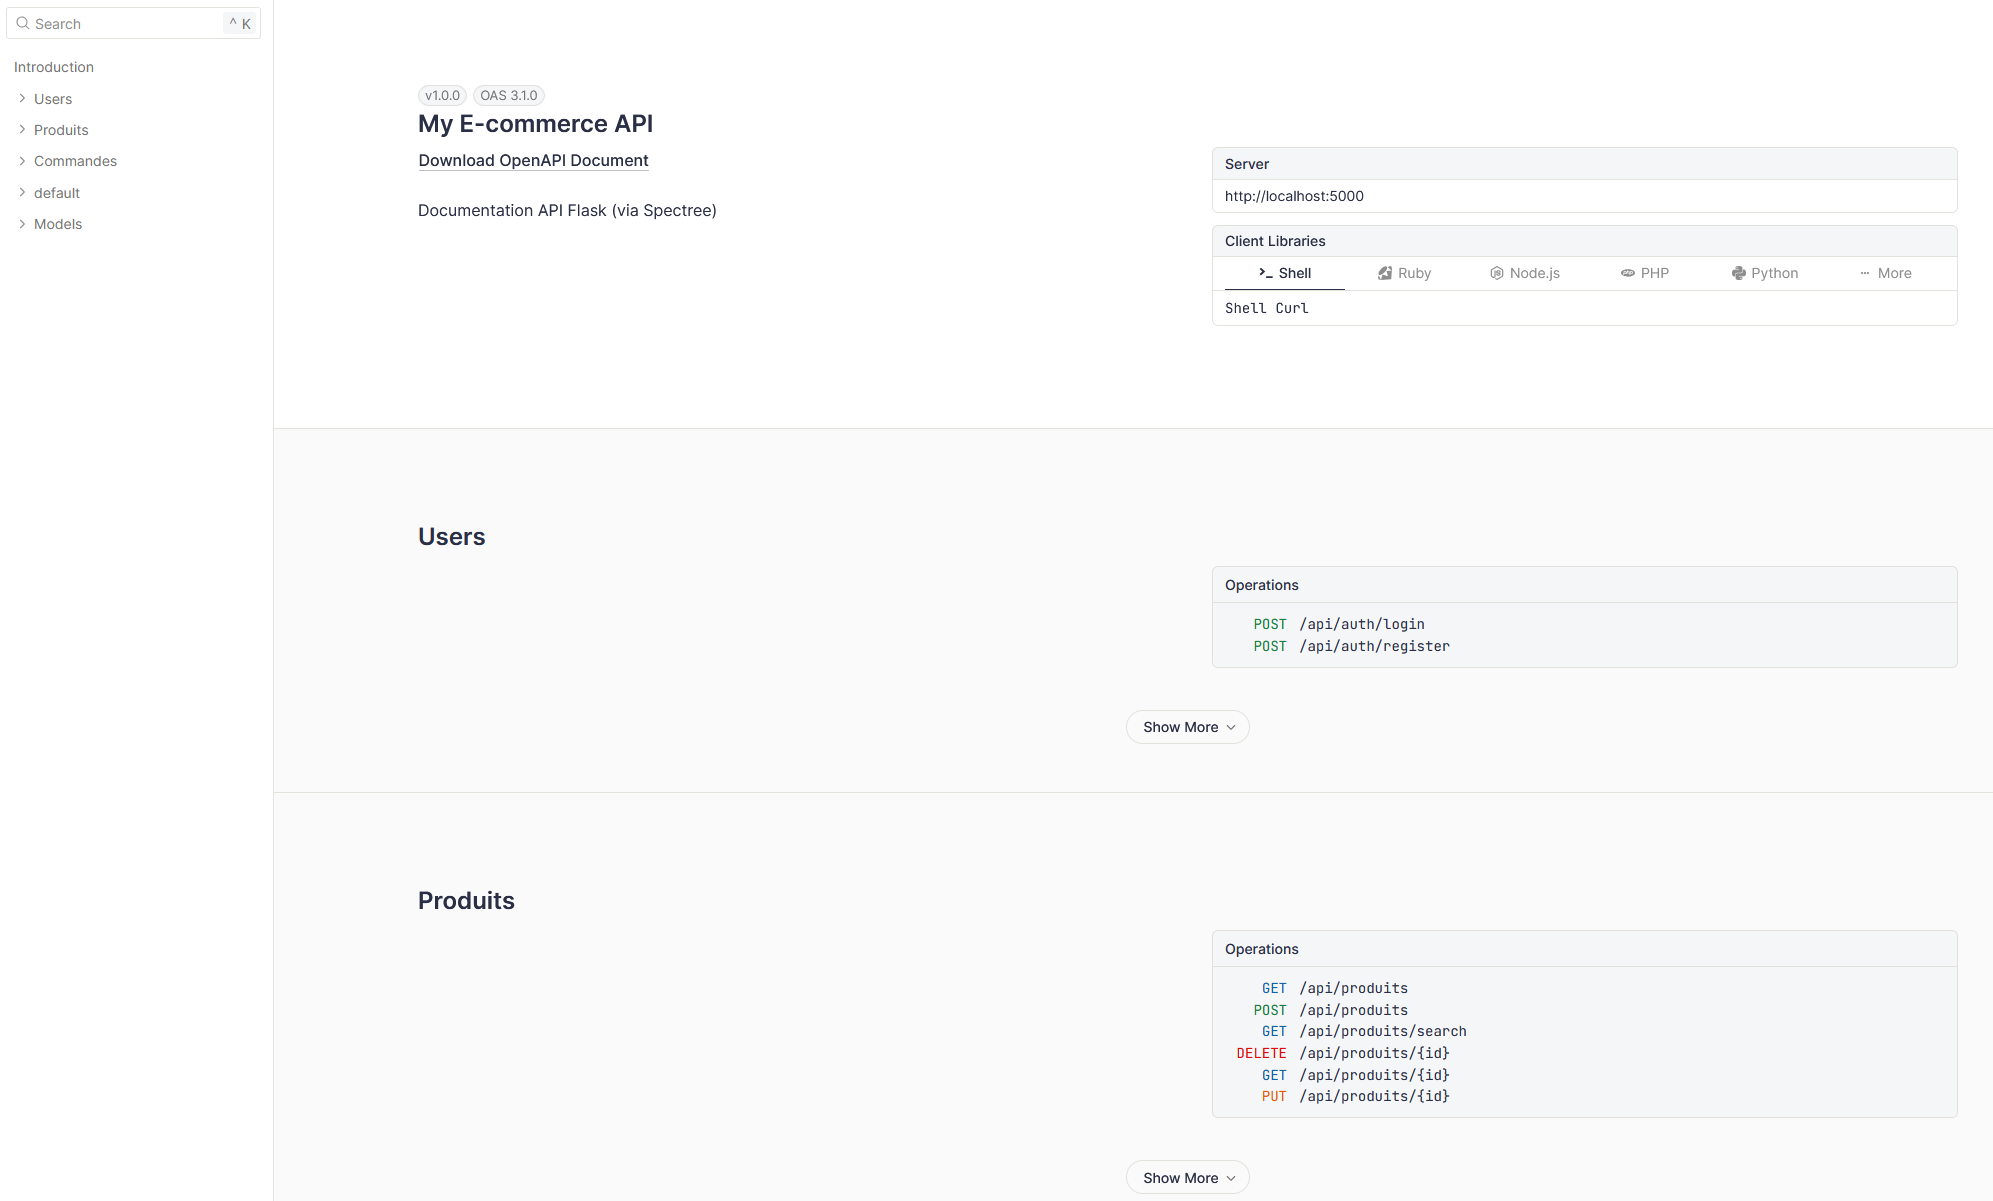 Search ^ K
Introduction
Users
Produits
Commandes
default
Models
v1.0.0 OAS 3.1.0
My E-commerce API
Download OpenAPI Document
Documentation API Flask (via Spectree)
Server
http://localhost:5000
Client Libraries
Shell Ruby Node.js PHP Python More
Shell Curl
Users
Operations
POST /api/auth/login
POST /api/auth/register
Show More
Produits
Operations
GET /api/produits
POST /api/produits
GET /api/produits/search
DELETE /api/produits/{id}
GET /api/produits/{id}
PUT /api/produits/{id}
Show More